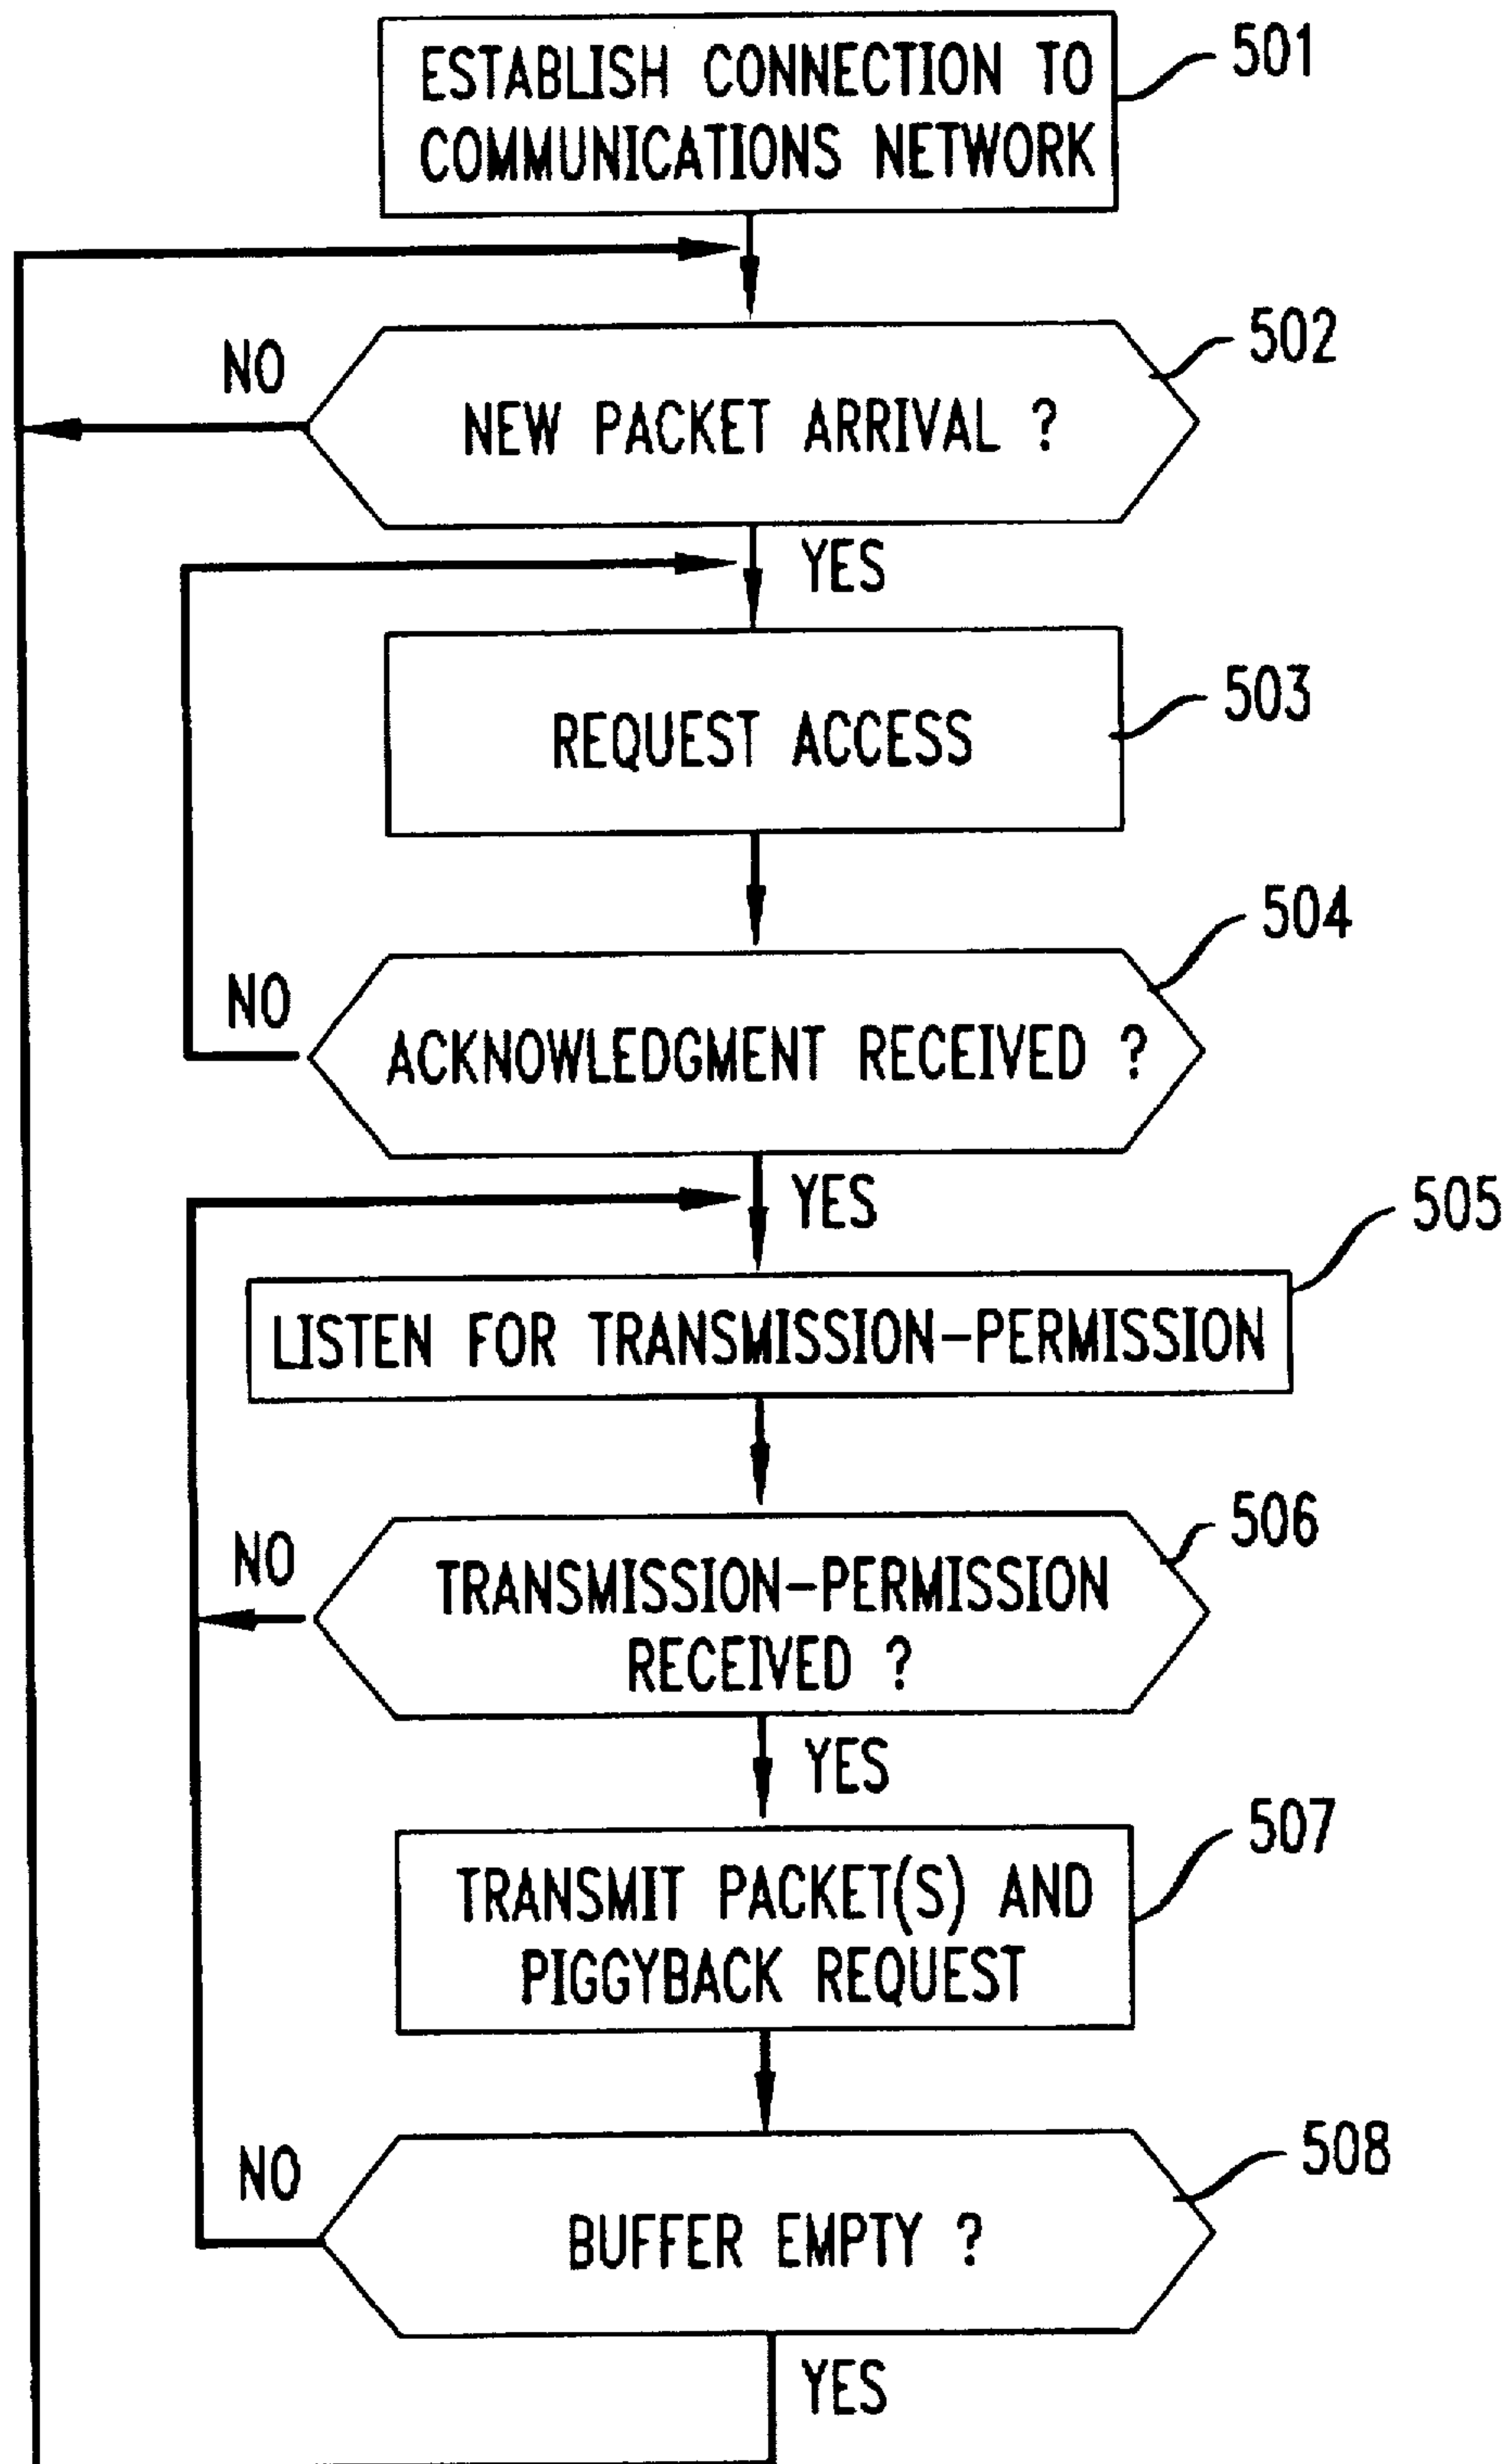 ESTABLISH CONNECTION TO
COMMUNICATIONS NETWORK
501
NO
NEW PACKET ARRIVAL ?
502
YES
REQUEST ACCESS
503
NO
ACKNOWLEDGMENT RECEIVED ?
504
YES
LISTEN FOR TRANSMISSION-PERMISSION
505
NO
TRANSMISSION-PERMISSION
RECEIVED ?
506
YES
TRANSMIT PACKET(S) AND
PIGGYBACK REQUEST
507
NO
BUFFER EMPTY ?
508
YES